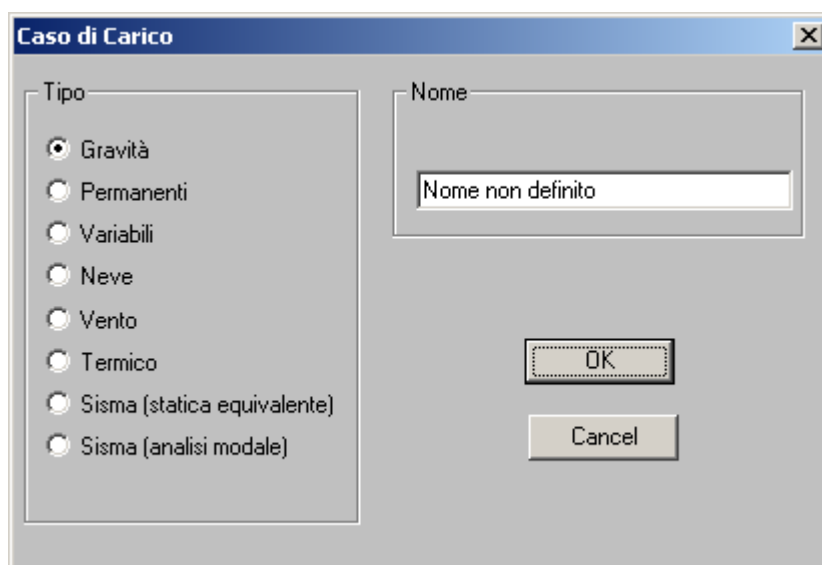 Caso di Carico
Tipo
Gravità
Permanenti
Variabili
Neve
Vento
Termico
Sisma (statica equivalente)
Sisma (analisi modale)
Nome
Nome non definito
OK
Cancel